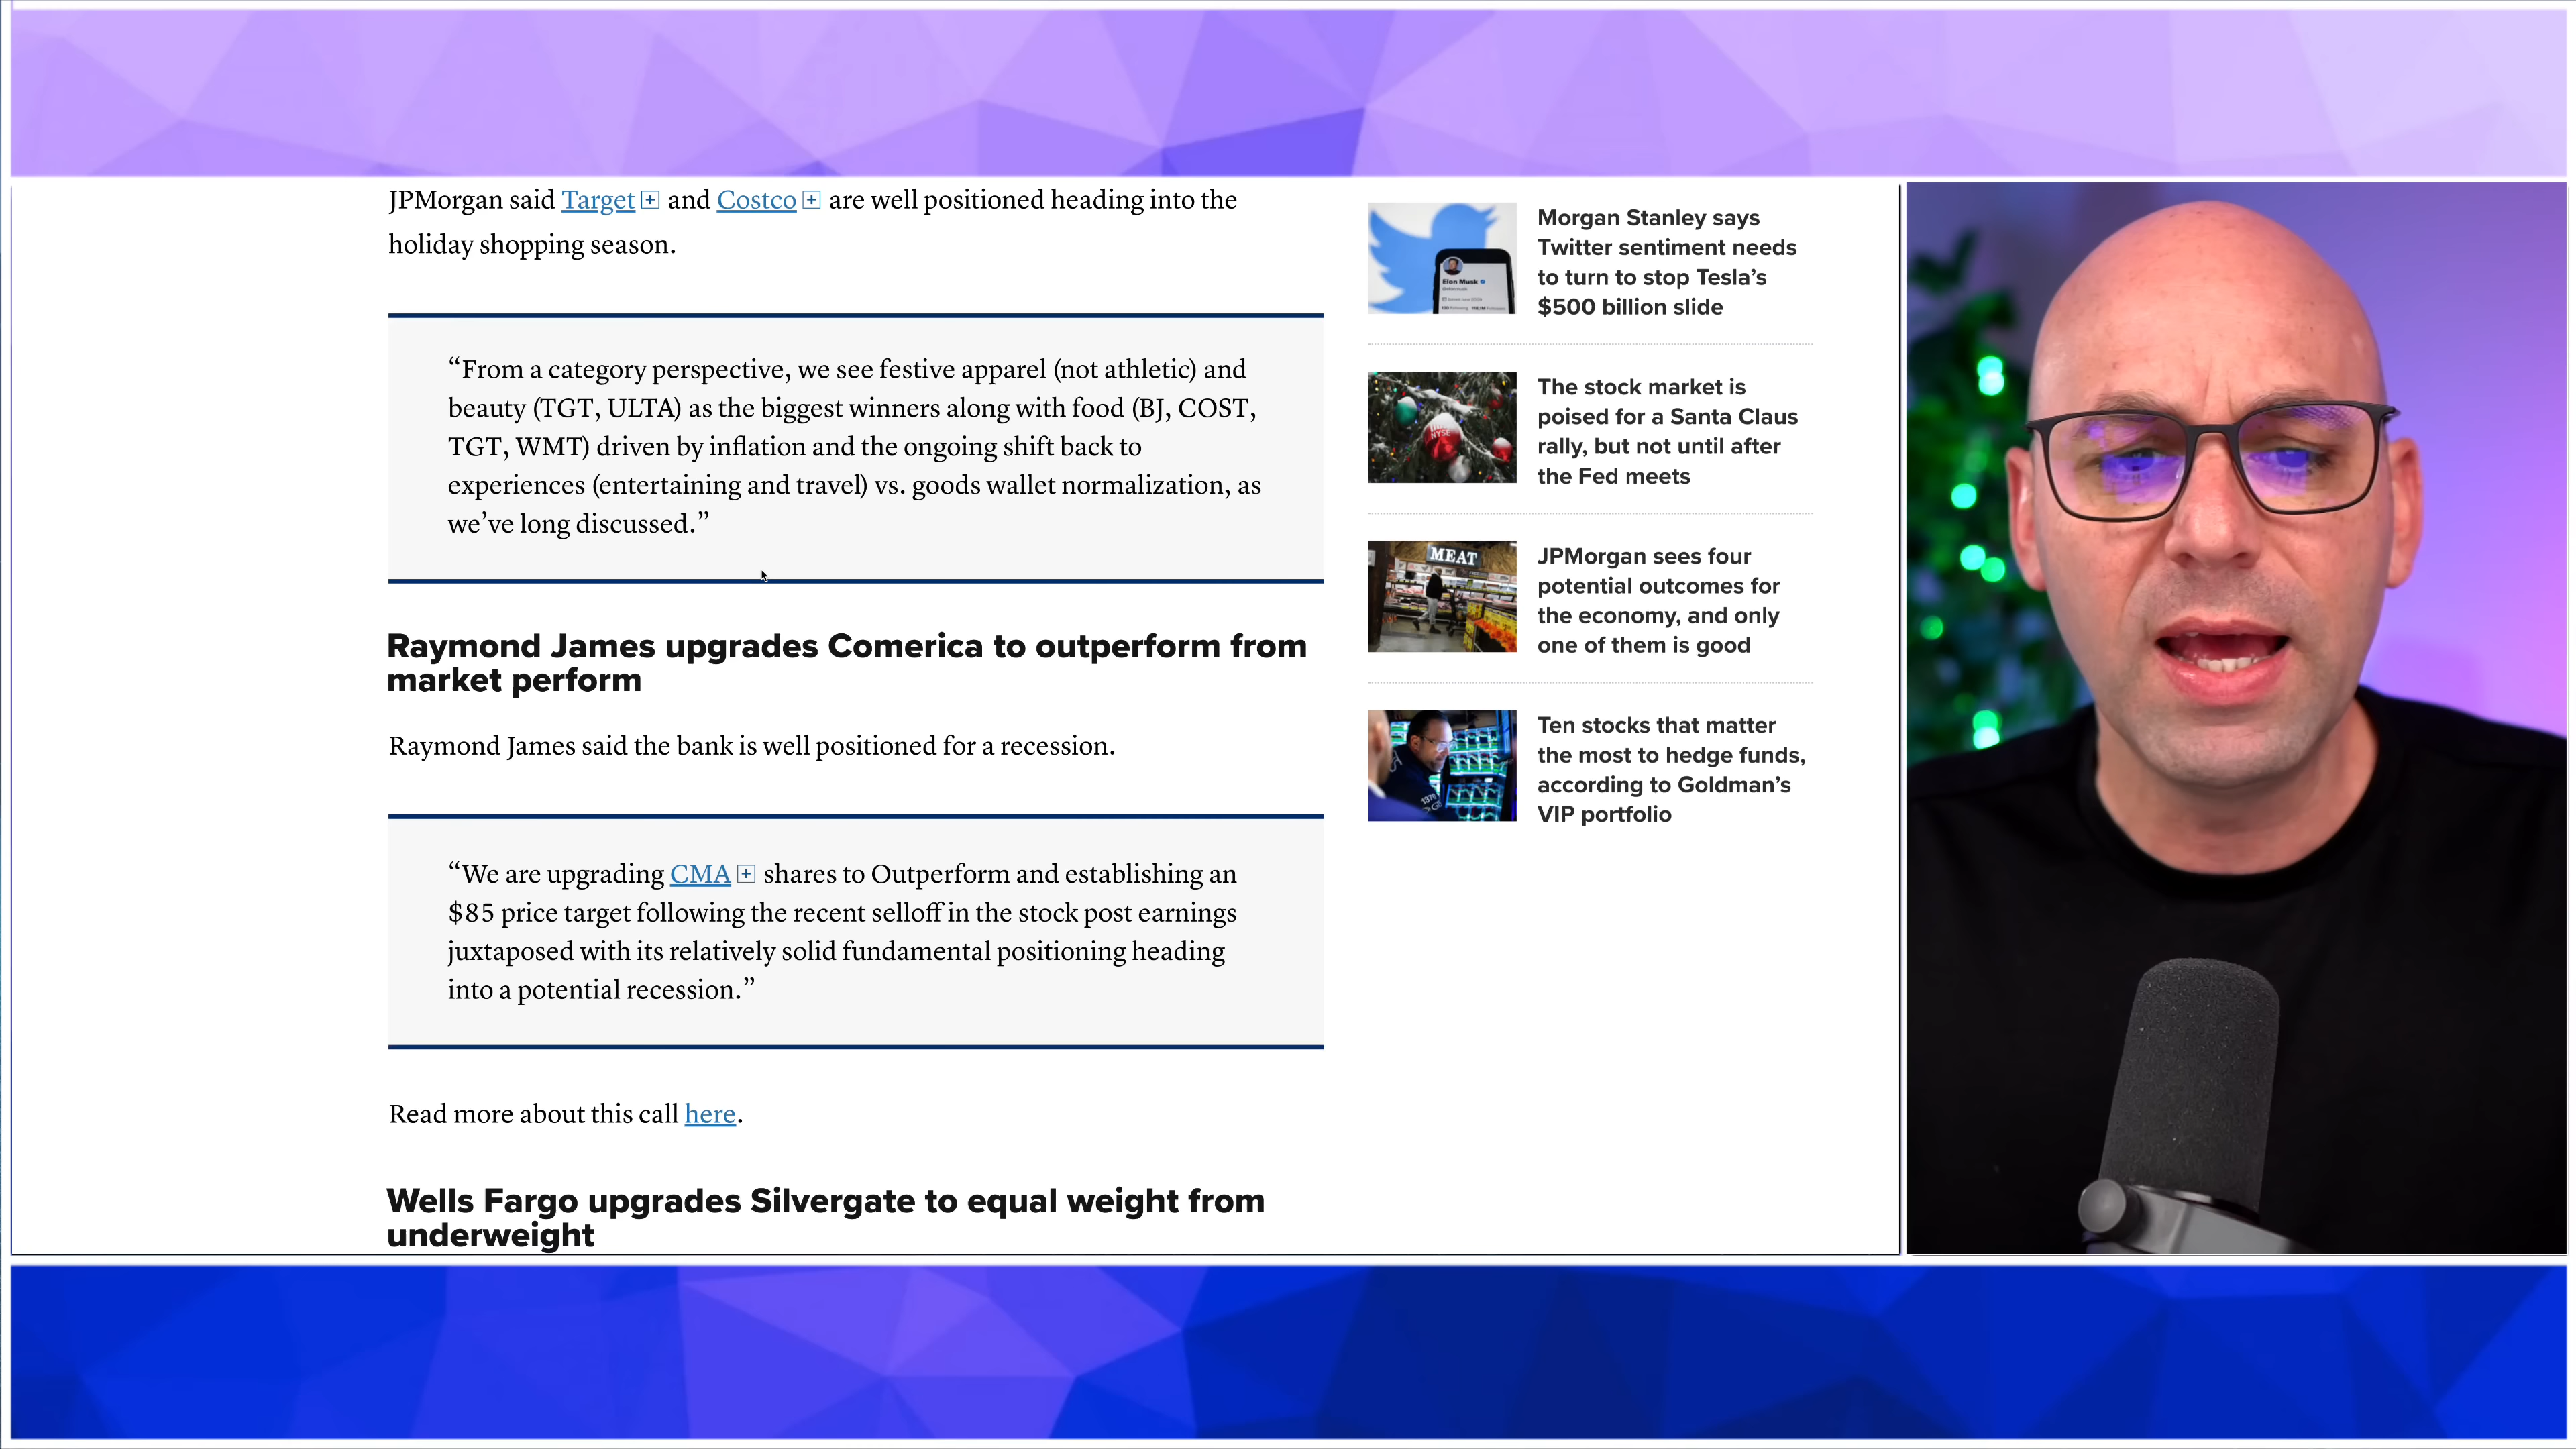 JPMorgan said Target and Costco are well positioned heading into the
holiday shopping season.
“From a category perspective, we see festive apparel (not athletic) and
beauty (TGT, ULTA) as the biggest winners along with food (BJ, COST,
TGT, WMT) driven by inflation and the ongoing shift back to
experiences (entertaining and travel) vs. goods wallet normalization, as
we’ve long discussed.”
Raymond James upgrades Comerica to outperform from
market perform
Raymond James said the bank is well positioned for a recession.
“We are upgrading CMA shares to Outperform and establishing an
$85 price target following the recent selloff in the stock post earnings
juxtaposed with its relatively solid fundamental positioning heading
into a potential recession.”
Read more about this call here.
Wells Fargo upgrades Silvergate to equal weight from
underweight
Elon Musk
Morgan Stanley says
Twitter sentiment needs
to turn to stop Tesla’s
$500 billion slide
NYSE
The stock market is
poised for a Santa Claus
rally, but not until after
the Fed meets
MEAT
JPMorgan sees four
potential outcomes for
the economy, and only
one of them is good
Ten stocks that matter
the most to hedge funds,
according to Goldman’s
VIP portfolio